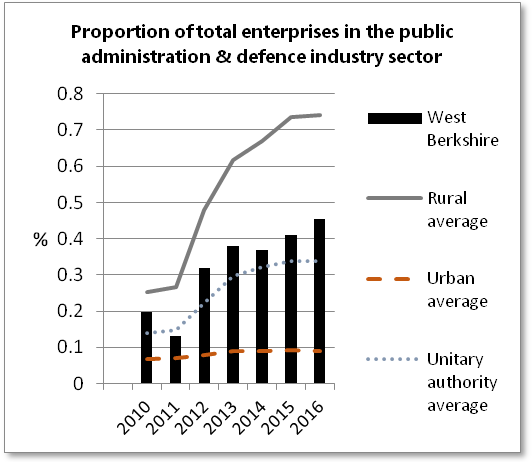 Proportion of total enterprises in the public
administration & defence industry sector
0.8
0.7
0.6
0.5
0.4
0.3
0.2
0.1
0
%
2010
2011
2012
2013
2014
2015
2016
West
Berkshire
Rural
average
Urban
average
Unitary
authority
average